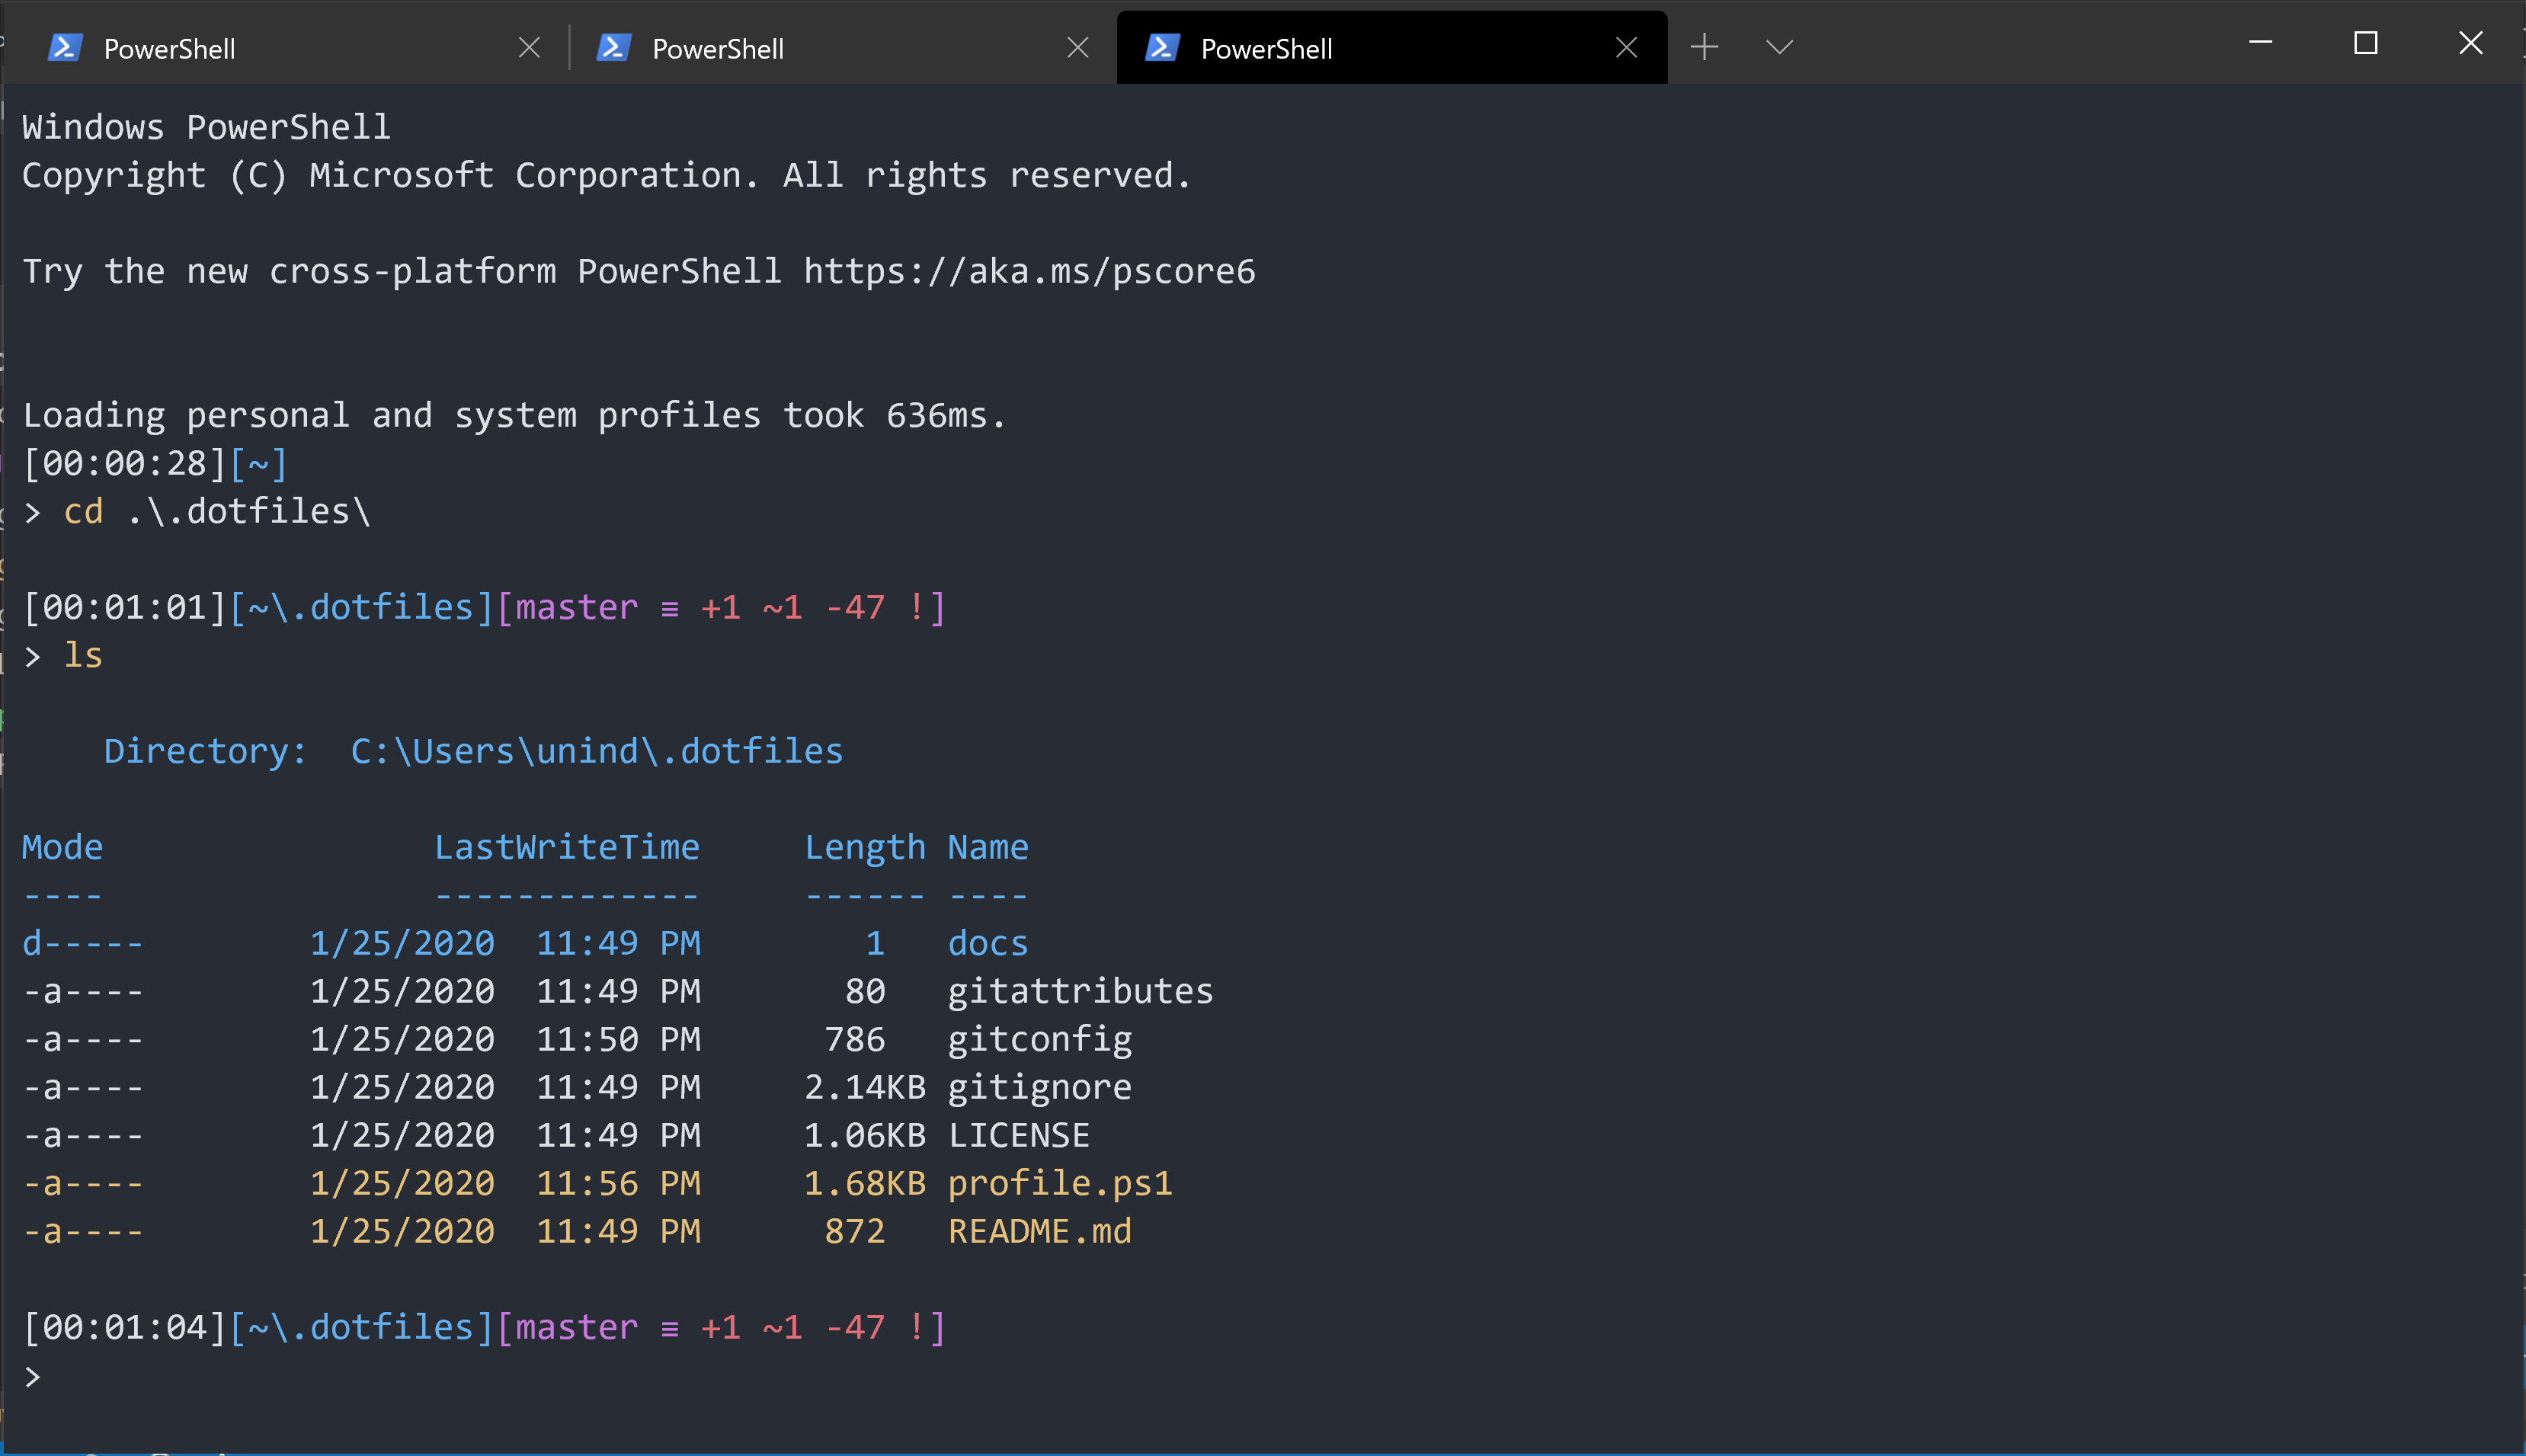 PowerShell PowerShell PowerShell
Windows PowerShell
Copyright (C) Microsoft Corporation. All rights reserved.
Try the new cross-platform PowerShell https://aka.ms/pscore6
Loading personal and system profiles took 636ms.
[00:00:28][~]
> cd .\.dotfiles\
[00:01:01][~\.dotfiles][master ≡ +1 ~1 -47 !]
> ls
Directory:  C:\Users\unind\.dotfiles
Mode                LastWriteTime     Length Name
----                -------------     ------ ----
d-----        1/25/2020  11:49 PM        1   docs
-a----        1/25/2020  11:49 PM       80   gitattributes
-a----        1/25/2020  11:50 PM      786   gitconfig
-a----        1/25/2020  11:49 PM     2.14KB gitignore
-a----        1/25/2020  11:49 PM     1.06KB LICENSE
-a----        1/25/2020  11:56 PM     1.68KB profile.ps1
-a----        1/25/2020  11:49 PM      872   README.md
[00:01:04][~\.dotfiles][master ≡ +1 ~1 -47 !]
>